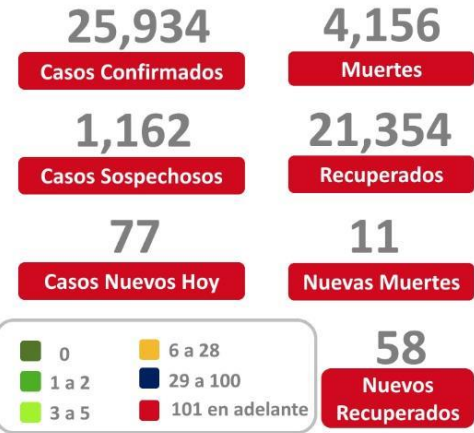 25,934
Casos Confirmados
4,156
Muertes
1,162
Casos Sospechosos
21,354
Recuperados
77
Casos Nuevos Hoy
11
Nuevas Muertes
0
1 a 2
3 a 5
6 a 28
29 a 100
101 en adelante
58
Nuevos
Recuperados